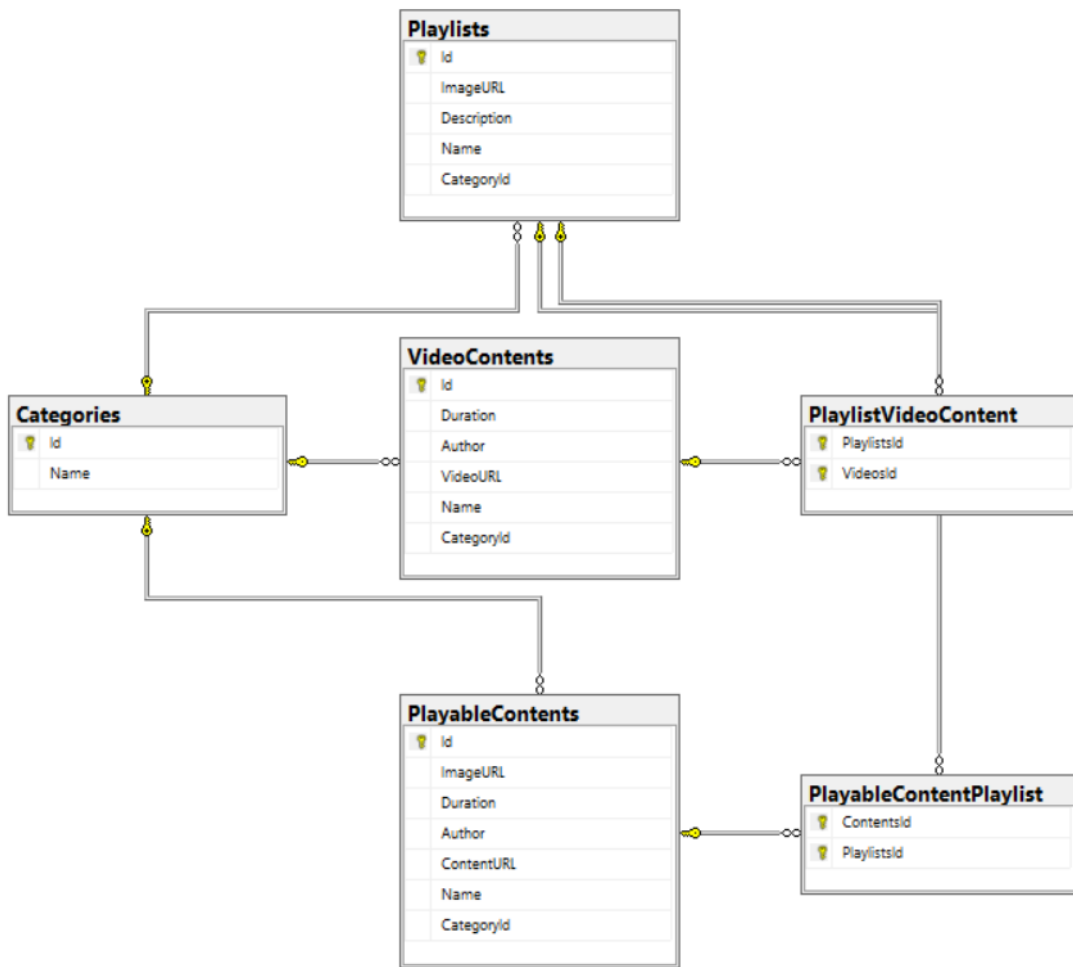 Playlists
Id
ImageURL
Description
Name
CategoryId
VideoContents
Id
Duration
Author
VideoURL
Name
CategoryId
Categories
Id
Name
PlaylistVideoContent
PlaylistsId
VideosId
PlayableContents
Id
ImageURL
Duration
Author
ContentURL
Name
CategoryId
PlayableContentPlaylist
ContentsId
PlaylistsId